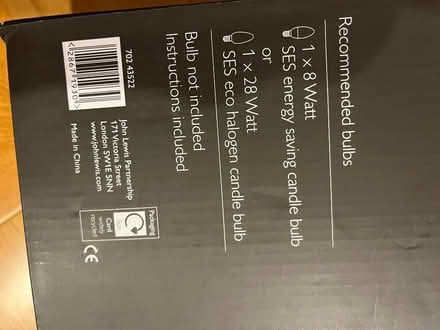 Recommended bulbs
1 x 8 Watt
SES energy saving candle bulb
or
1 x 28 Watt
SES eco halogen candle bulb
Bulb not included
Instructions included
702 43522
John Lewis Partnership
171 Victoria Street
London SW1E 5NN
www.johnlewis.com
Made in China
Packaging
Card
widely
recycled
CE